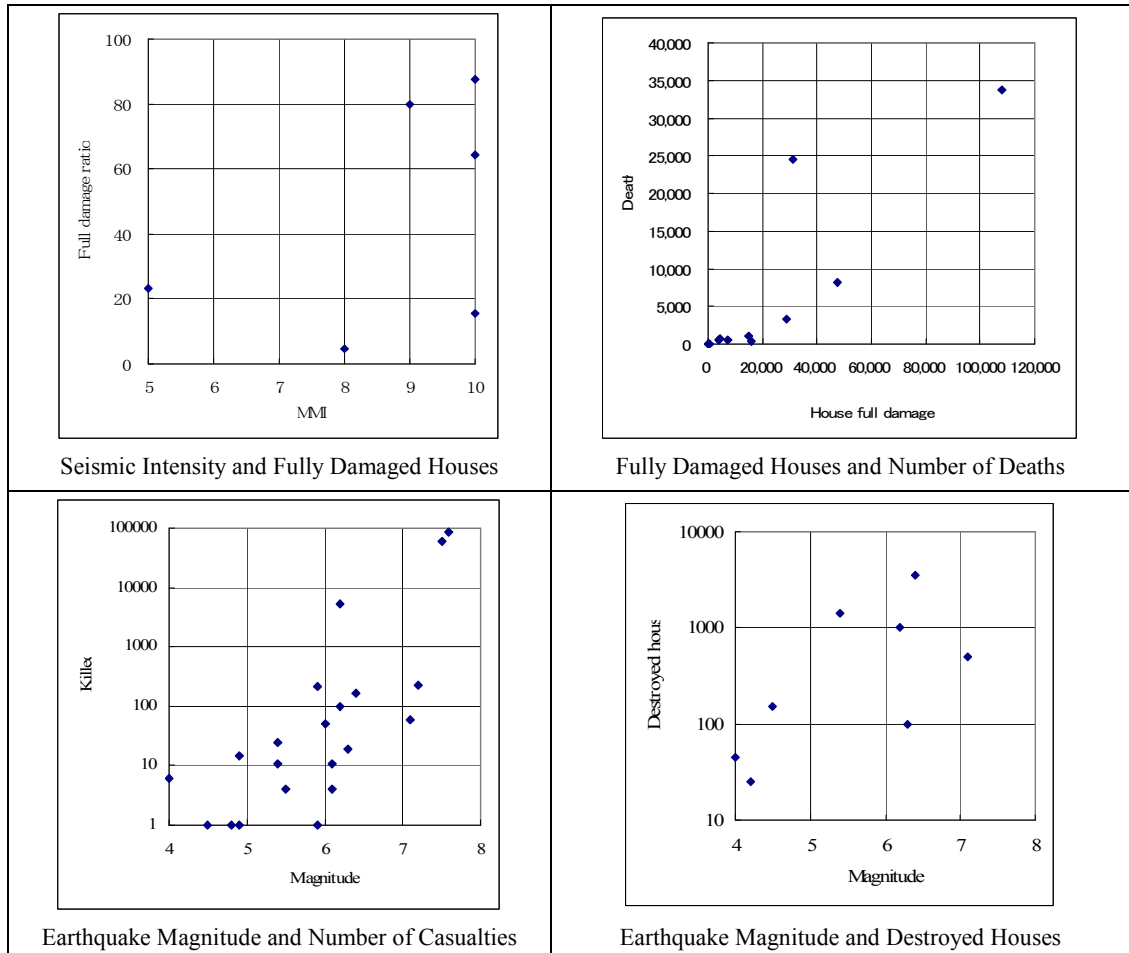 100
80
60
40
20
0
5 6 7 8 9 10
Full damage ratio
MMI
Seismic Intensity and Fully Damaged Houses
40,000
35,000
30,000
25,000
20,000
15,000
10,000
5,000
0
0 20,000 40,000 60,000 80,000 100,000 120,000
Death
House full damage
Fully Damaged Houses and Number of Deaths
100000
10000
1000
100
10
1
4 5 6 7 8
Killed
Magnitude
Earthquake Magnitude and Number of Casualties
10000
1000
100
10
4 5 6 7 8
Destroyed hous
Magnitude
Earthquake Magnitude and Destroyed Houses